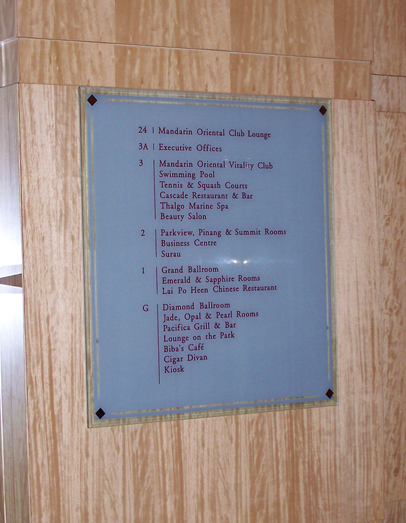 24 Mandarin Oriental Club Lounge
3A Executive Offices
3 Mandarin Oriental Vitality Club
Swimming Pool
Tennis & Squash Courts
Cascade Restaurant & Bar
Thalgo Marine Spa
Beauty Salon
2 Parkview, Pinang & Summit Rooms
Business Centre
Surau
1 Grand Ballroom
Emerald & Sapphire Rooms
Lai Po Heen Chinese Restaurant
G Diamond Ballroom
Jade, Opal & Pearl Rooms
Pacifica Grill & Bar
Lounge on the Park
Biba's Café
Cigar Divan
Kiosk